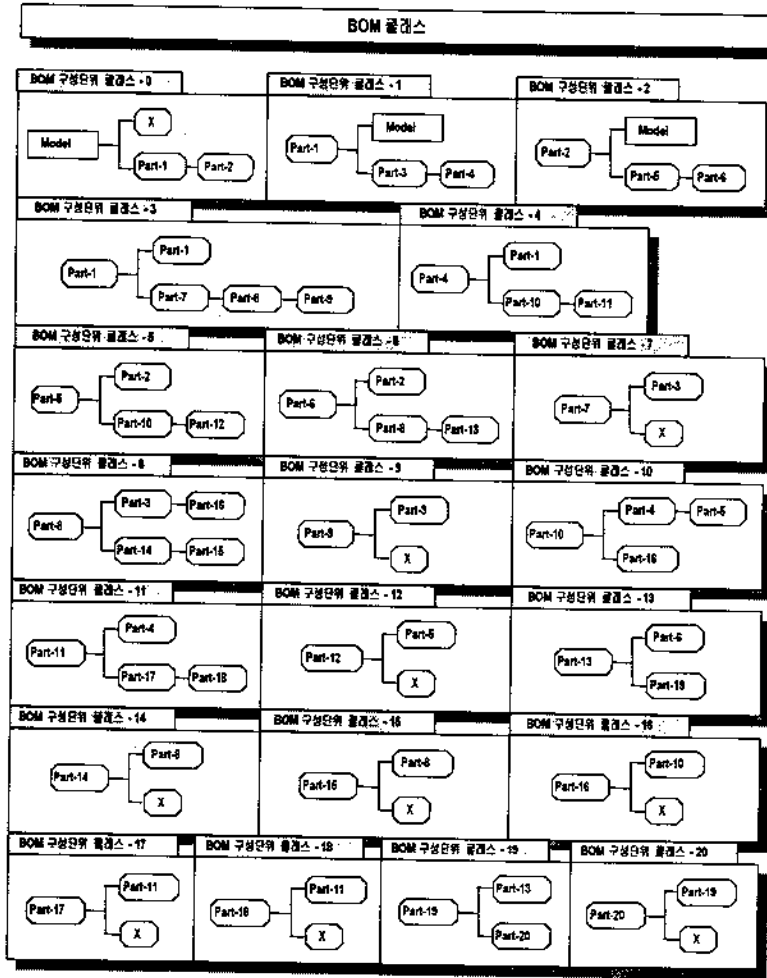 BOM 클래스
BOM 구성단위 클래스 - 0
X
Model
Part-1
Part-2
BOM 구성단위 클래스 - 1
Model
Part-1
Part-3
Part-4
BOM 구성단위 클래스 - 2
Model
Part-2
Part-5
Part-6
BOM 구성단위 클래스 - 3
Part-1
Part-1
Part-7
Part-8
Part-9
BOM 구성단위 클래스 - 4
Part-1
Part-4
Part-10
Part-11
BOM 구성단위 클래스 - 5
Part-2
Part-5
Part-10
Part-12
BOM 구성단위 클래스 - 6
Part-2
Part-6
Part-8
Part-13
BOM 구성단위 클래스 - 7
Part-3
Part-7
X
BOM 구성단위 클래스 - 8
Part-3
Part-16
Part-8
Part-14
Part-15
BOM 구성단위 클래스 - 9
Part-3
Part-9
X
BOM 구성단위 클래스 - 10
Part-4
Part-5
Part-10
Part-16
BOM 구성단위 클래스 - 11
Part-4
Part-11
Part-17
Part-18
BOM 구성단위 클래스 - 12
Part-5
Part-12
X
BOM 구성단위 클래스 - 13
Part-6
Part-13
Part-19
BOM 구성단위 클래스 - 14
Part-8
Part-14
X
BOM 구성단위 클래스 - 15
Part-8
Part-15
X
BOM 구성단위 클래스 - 16
Part-10
Part-16
X
BOM 구성단위 클래스 - 17
Part-11
Part-17
X
BOM 구성단위 클래스 - 18
Part-11
Part-18
X
BOM 구성단위 클래스 - 19
Part-13
Part-19
Part-20
BOM 구성단위 클래스 - 20
Part-19
Part-20
X